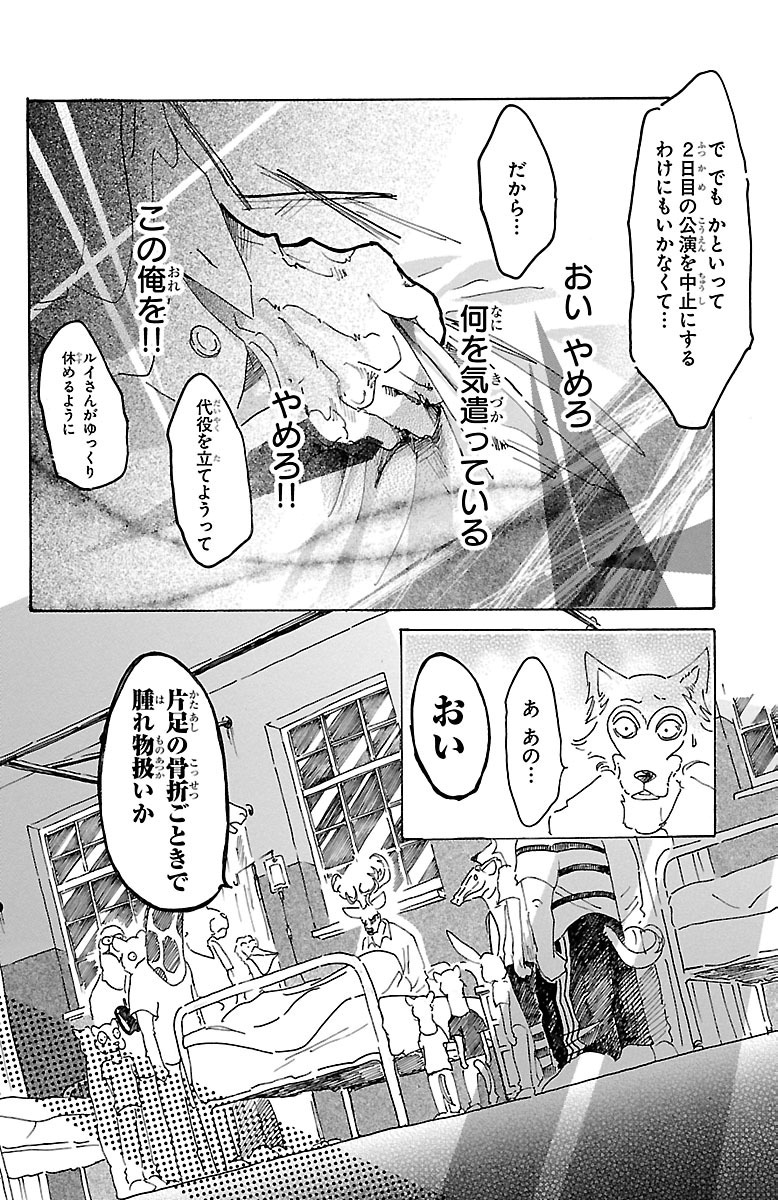 で でも かといって
２日目の公演を中止にする
わけにもいかなくて…
だから…
おい やめろ
何を気遣っている
やめろ!!
この俺を!!
代役を立てようって
ルイさんがゆっくり
休めるように
あ あの…
おい
片足の骨折ごときで
腫れ物扱いか